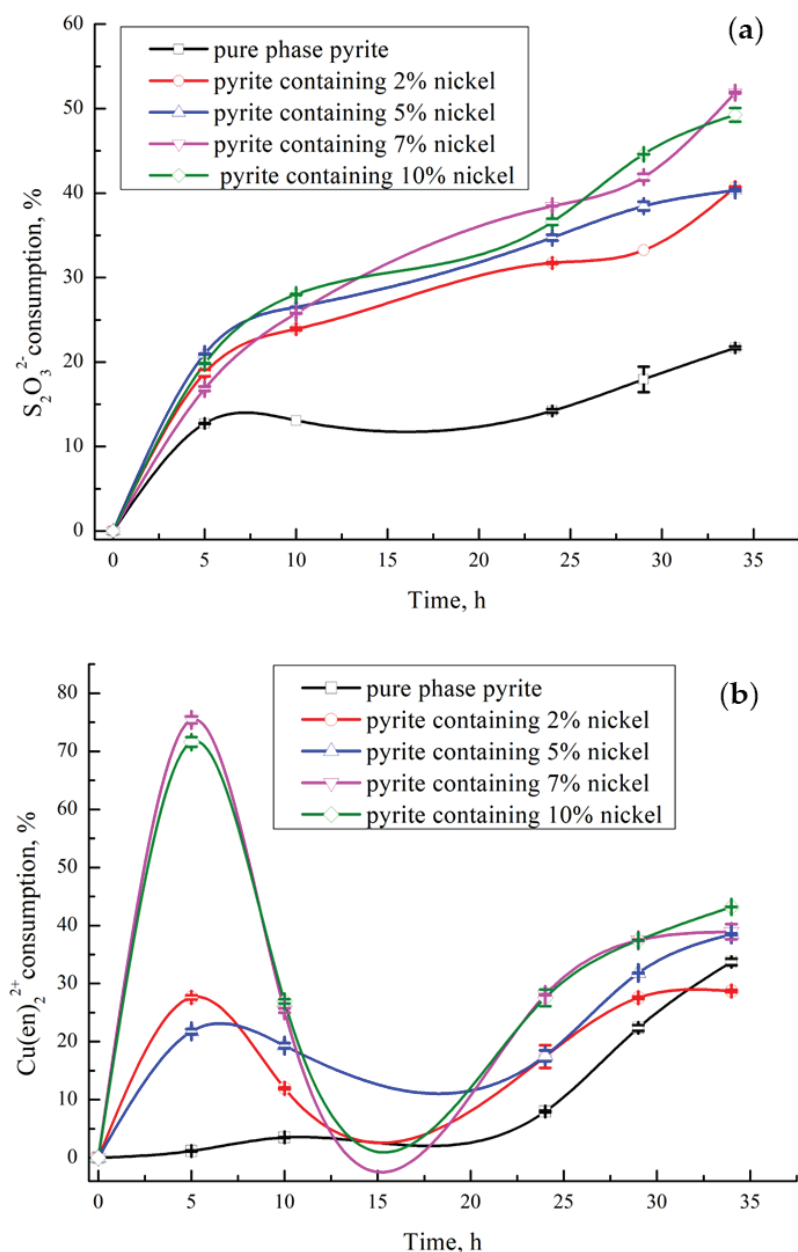 (a)
pure phase pyrite
pyrite containing 2% nickel
pyrite containing 5% nickel
pyrite containing 7% nickel
pyrite containing 10% nickel
60
50
40
30
20
10
0
S₂O₃²⁻consumption, %
0 5 10 15 20 25 30 35
Time, h
(b)
pure phase pyrite
pyrite containing 2% nickel
pyrite containing 5% nickel
pyrite containing 7% nickel
pyrite containing 10% nickel
80
70
60
50
40
30
20
10
0
Cu(en)₂²⁺ consumption, %
0 5 10 15 20 25 30 35
Time, h